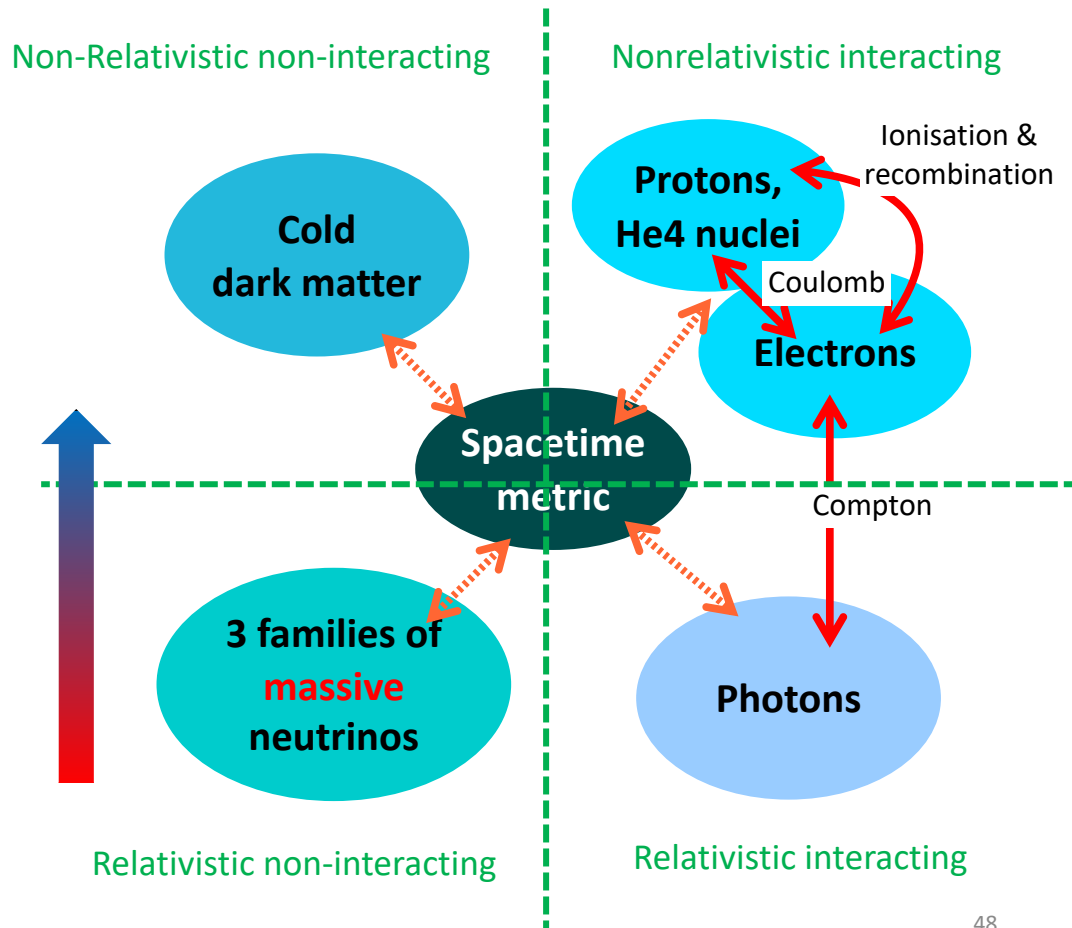 Non-Relativistic non-interacting
Nonrelativistic interacting
Ionisation &
recombination
Protons,
He4 nuclei
Cold
dark matter
Coulomb
Electrons
Spacetime
metric
Compton
3 families of
massive
neutrinos
Photons
Relativistic non-interacting
Relativistic interacting
48